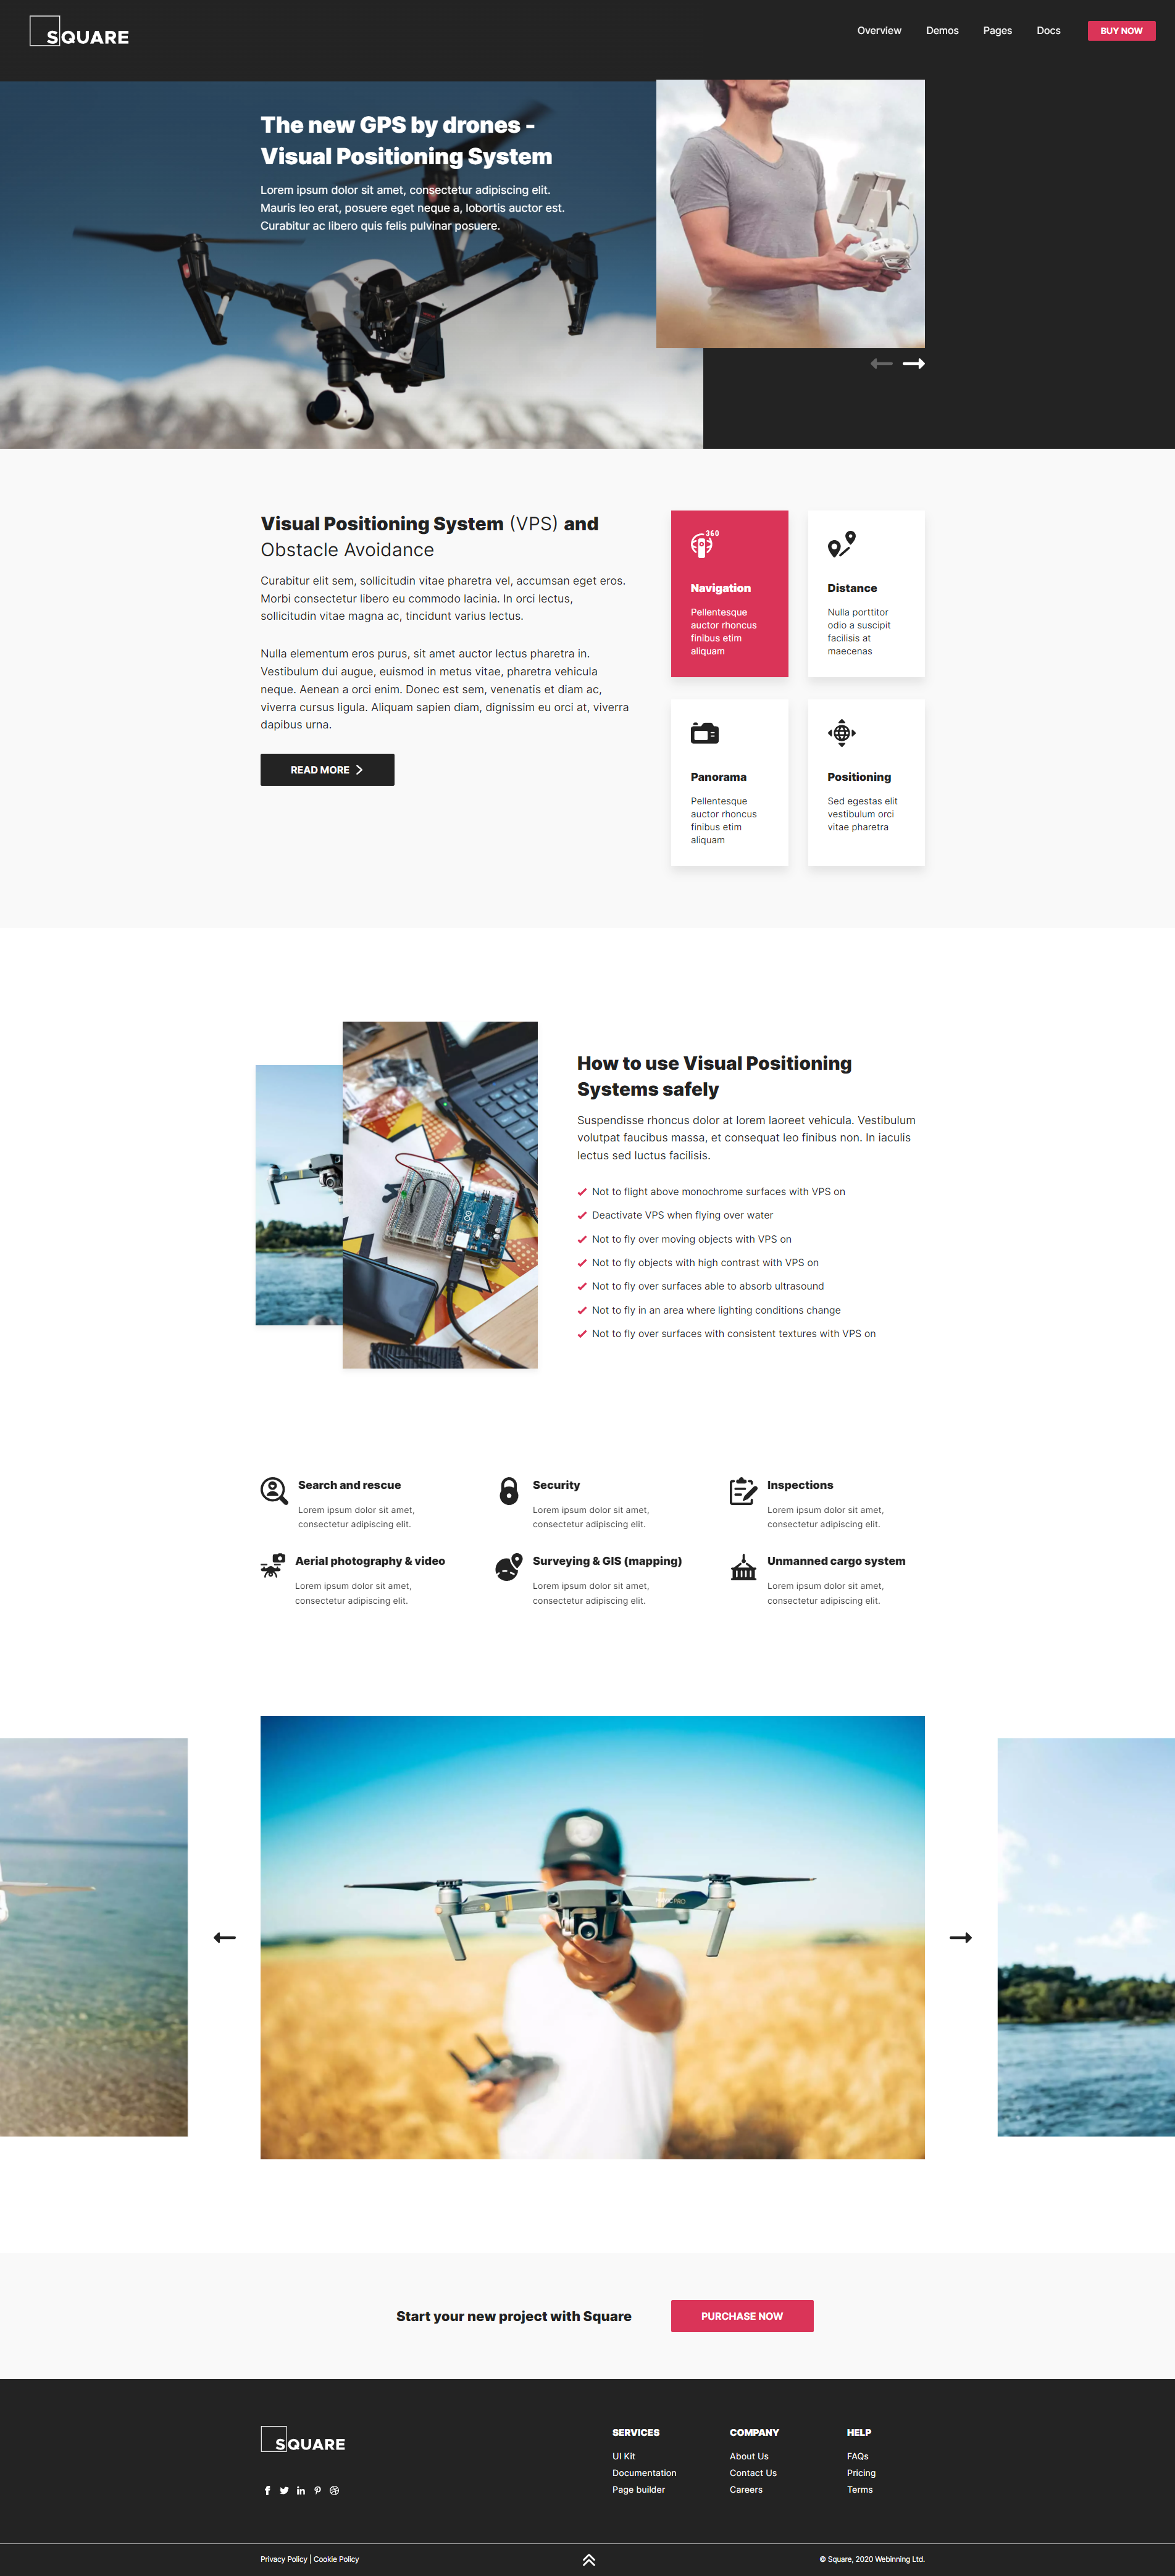 SQUARE
Overview Demos Pages Docs BUY NOW
The new GPS by drones -
Visual Positioning System
Lorem ipsum dolor sit amet, consectetur adipiscing elit.
Mauris leo erat, posuere eget neque a, lobortis auctor est.
Curabitur ac libero quis felis pulvinar posuere.
Visual Positioning System (VPS) and
Obstacle Avoidance
Curabitur elit sem, sollicitudin vitae pharetra vel, accumsan eget eros.
Morbi consectetur libero eu commodo lacinia. In orci lectus,
sollicitudin vitae magna ac, tincidunt varius lectus.
Nulla elementum eros purus, sit amet auctor lectus pharetra in.
Vestibulum dui augue, euismod in metus vitae, pharetra vehicula
neque. Aenean a orci enim. Donec est sem, venenatis et diam ac,
viverra cursus ligula. Aliquam sapien diam, dignissim eu orci at, viverra
dapibus urna.
READ MORE
360
Navigation
Pellentesque
auctor rhoncus
finibus etim
aliquam
Distance
Nulla porttitor
odio a suscipit
facilisis at
maecenas
Panorama
Pellentesque
auctor rhoncus
finibus etim
aliquam
Positioning
Sed egestas elit
vestibulum orci
vitae pharetra
How to use Visual Positioning
Systems safely
Suspendisse rhoncus dolor at lorem laoreet vehicula. Vestibulum
volutpat faucibus massa, et consequat leo finibus non. In iaculis
lectus sed luctus facilisis.
Not to flight above monochrome surfaces with VPS on
Deactivate VPS when flying over water
Not to fly over moving objects with VPS on
Not to fly objects with high contrast with VPS on
Not to fly over surfaces able to absorb ultrasound
Not to fly in an area where lighting conditions change
Not to fly over surfaces with consistent textures with VPS on
Search and rescue
Lorem ipsum dolor sit amet,
consectetur adipiscing elit.
Security
Lorem ipsum dolor sit amet,
consectetur adipiscing elit.
Inspections
Lorem ipsum dolor sit amet,
consectetur adipiscing elit.
Aerial photography & video
Lorem ipsum dolor sit amet,
consectetur adipiscing elit.
Surveying & GIS (mapping)
Lorem ipsum dolor sit amet,
consectetur adipiscing elit.
Unmanned cargo system
Lorem ipsum dolor sit amet,
consectetur adipiscing elit.
Start your new project with Square
PURCHASE NOW
SQUARE
SERVICES
UI Kit
Documentation
Page builder
COMPANY
About Us
Contact Us
Careers
HELP
FAQs
Pricing
Terms
Privacy Policy | Cookie Policy
© Square, 2020 Webinning Ltd.